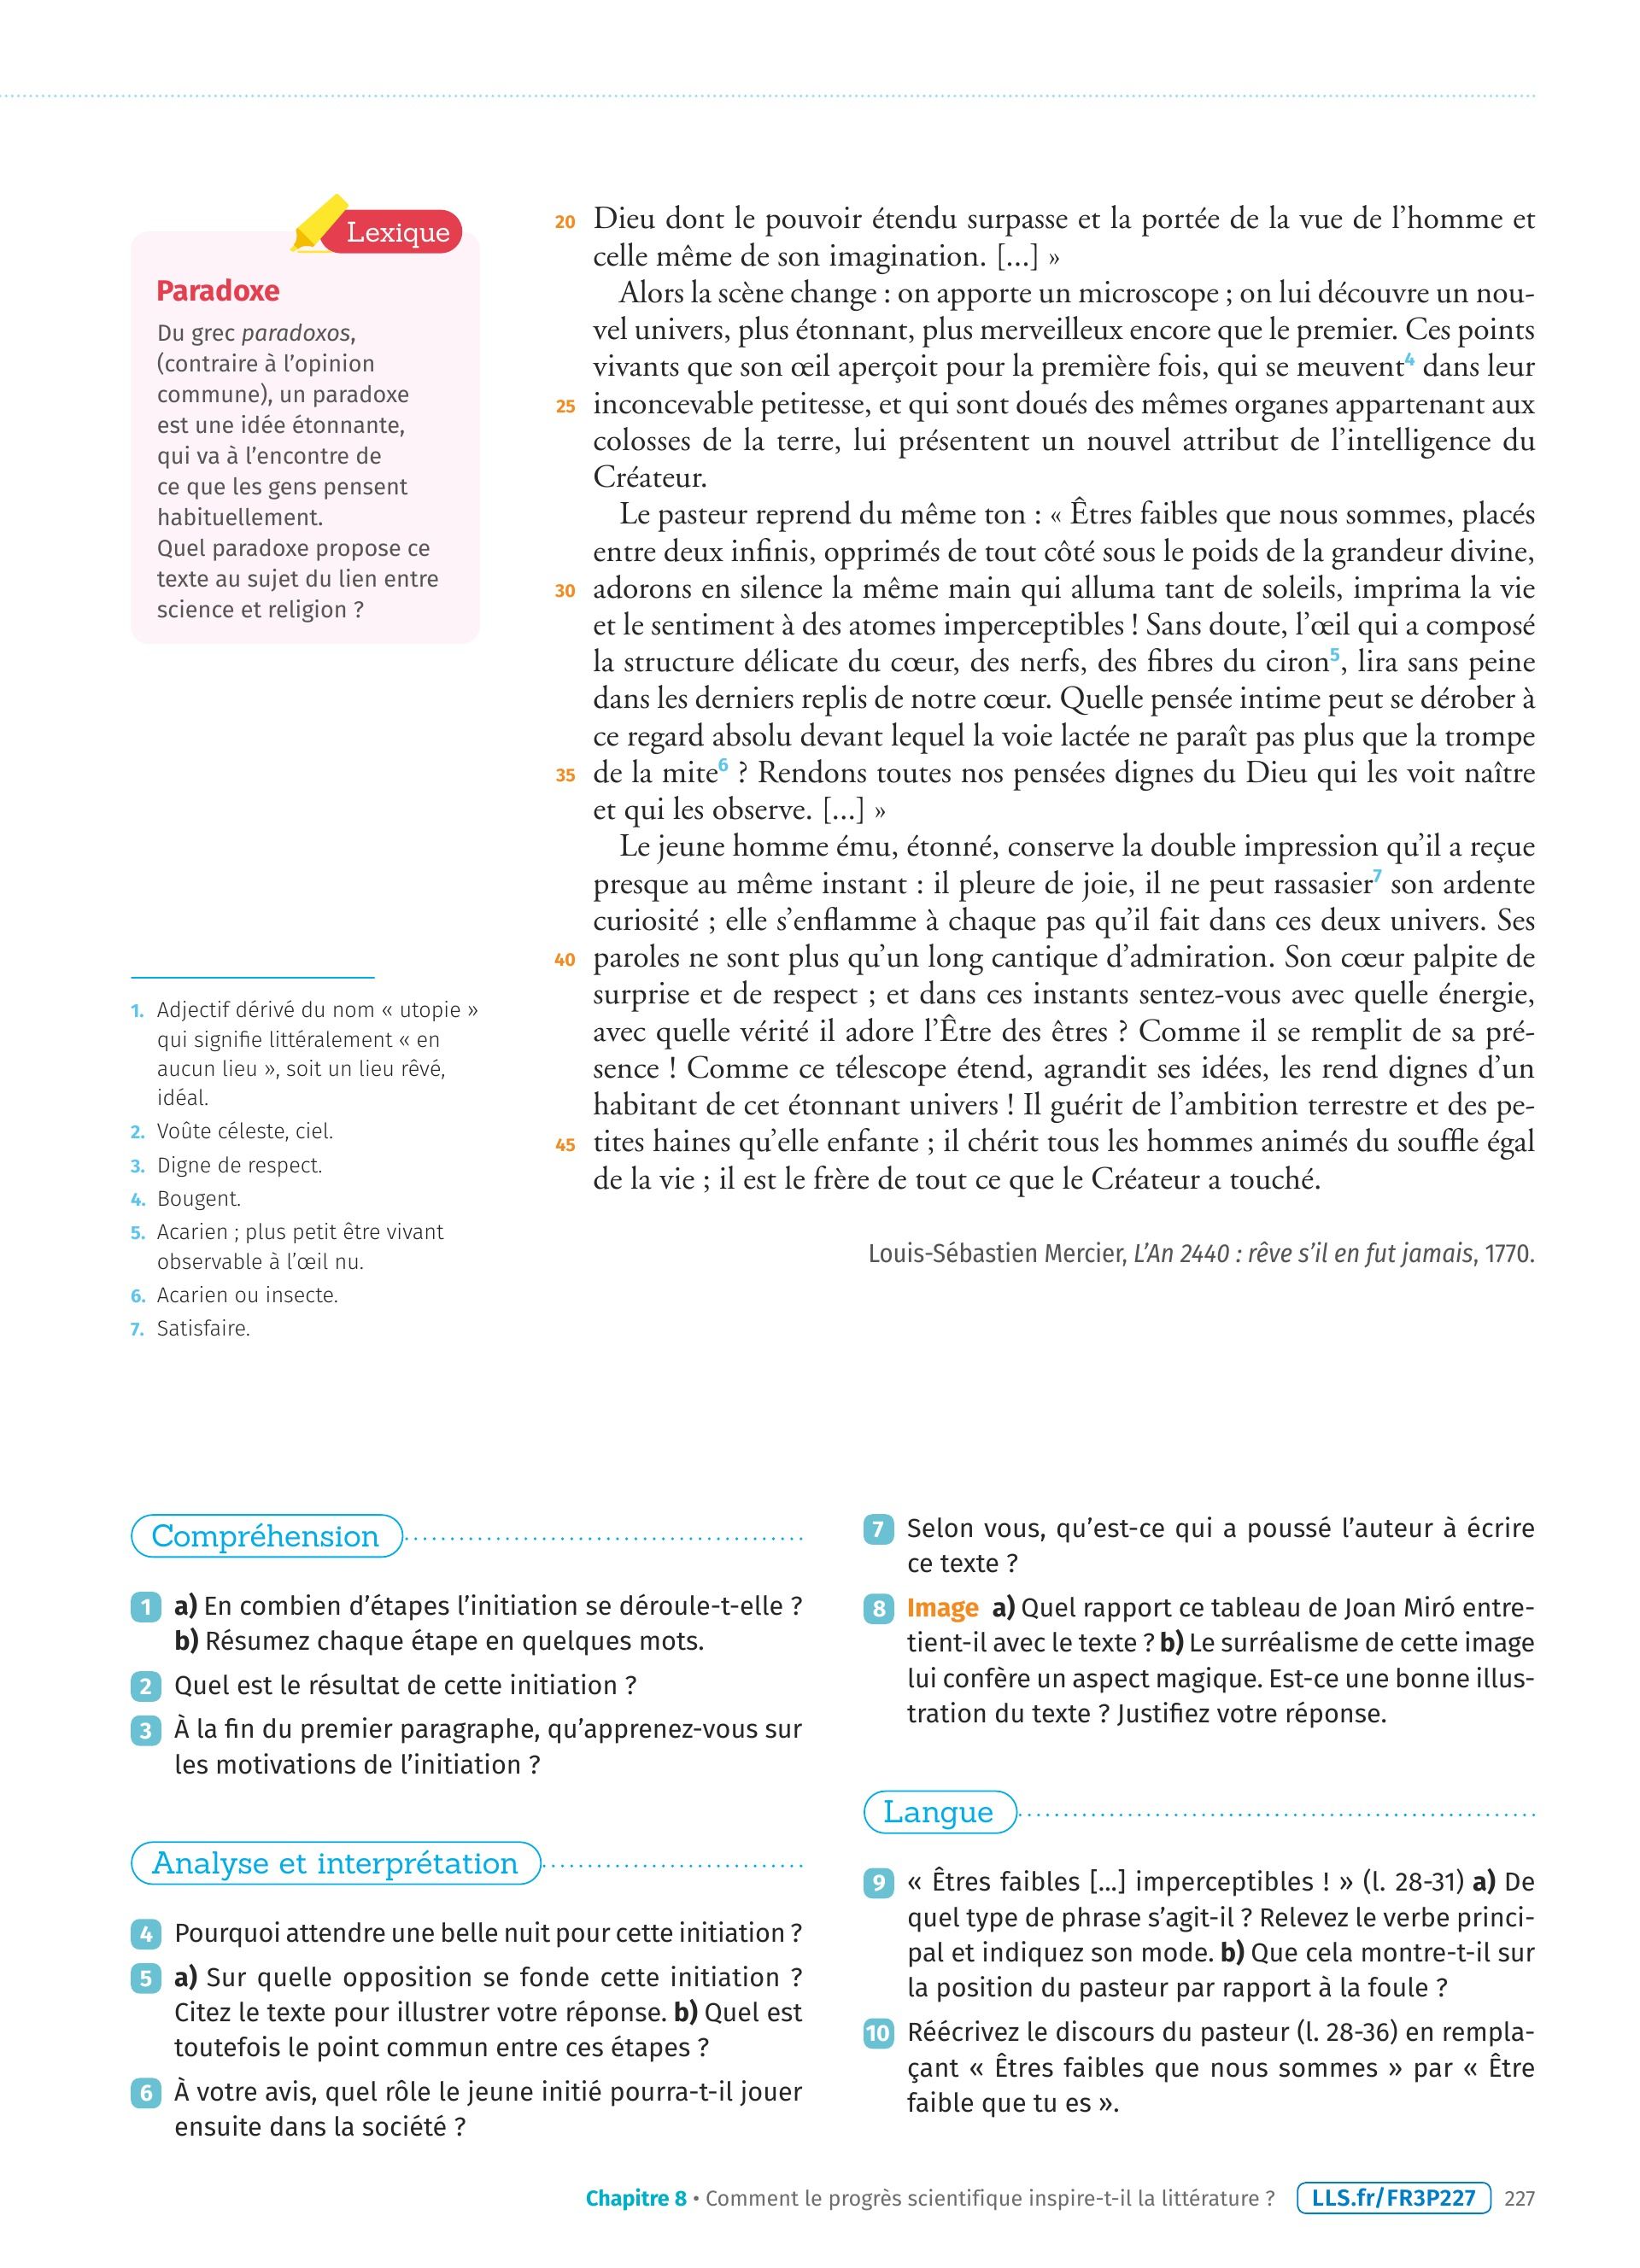 Lexique
Paradoxe
Du grec paradoxos,
(contraire à l’opinion
commune), un paradoxe
est une idée étonnante,
qui va à l’encontre de
ce que les gens pensent
habituellement.
Quel paradoxe propose ce
texte au sujet du lien entre
science et religion ?
20 Dieu dont le pouvoir étendu surpasse et la portée de la vue de l’homme et
celle même de son imagination. [...] »
Alors la scène change : on apporte un microscope ; on lui découvre un nou-
vel univers, plus étonnant, plus merveilleux encore que le premier. Ces points
vivants que son œil aperçoit pour la première fois, qui se meuvent4 dans leur
25 inconcevable petitesse, et qui sont doués des mêmes organes appartenant aux
colosses de la terre, lui présentent un nouvel attribut de l’intelligence du
Créateur.
Le pasteur reprend du même ton : « Êtres faibles que nous sommes, placés
entre deux infinis, opprimés de tout côté sous le poids de la grandeur divine,
30 adorons en silence la même main qui alluma tant de soleils, imprima la vie
et le sentiment à des atomes imperceptibles ! Sans doute, l’œil qui a composé
la structure délicate du cœur, des nerfs, des fibres du ciron5, lira sans peine
dans les derniers replis de notre cœur. Quelle pensée intime peut se dérober à
ce regard absolu devant lequel la voie lactée ne paraît pas plus que la trompe
35 de la mite6 ? Rendons toutes nos pensées dignes du Dieu qui les voit naître
et qui les observe. [...] »
Le jeune homme ému, étonné, conserve la double impression qu’il a reçue
presque au même instant : il pleure de joie, il ne peut rassasier7 son ardente
curiosité ; elle s’enflamme à chaque pas qu’il fait dans ces deux univers. Ses
40 paroles ne sont plus qu’un long cantique d’admiration. Son cœur palpite de
surprise et de respect ; et dans ces instants sentez-vous avec quelle énergie,
avec quelle vérité il adore l’Être des êtres ? Comme il se remplit de sa pré-
sence ! Comme ce télescope étend, agrandit ses idées, les rend dignes d’un
habitant de cet étonnant univers ! Il guérit de l’ambition terrestre et des pe-
45 tites haines qu’elle enfante ; il chérit tous les hommes animés du souffle égal
de la vie ; il est le frère de tout ce que le Créateur a touché.
Louis-Sébastien Mercier, L’An 2440 : rêve s’il en fut jamais, 1770.
1. Adjectif dérivé du nom « utopie »
qui signifie littéralement « en
aucun lieu », soit un lieu rêvé,
idéal.
2. Voûte céleste, ciel.
3. Digne de respect.
4. Bougent.
5. Acarien ; plus petit être vivant
observable à l’œil nu.
6. Acarien ou insecte.
7. Satisfaire.
Compréhension
1 a) En combien d’étapes l’initiation se déroule-t-elle ?
b) Résumez chaque étape en quelques mots.
2 Quel est le résultat de cette initiation ?
3 À la fin du premier paragraphe, qu’apprenez-vous sur
les motivations de l’initiation ?
Analyse et interprétation
4 Pourquoi attendre une belle nuit pour cette initiation ?
5 a) Sur quelle opposition se fonde cette initiation ?
Citez le texte pour illustrer votre réponse. b) Quel est
toutefois le point commun entre ces étapes ?
6 À votre avis, quel rôle le jeune initié pourra-t-il jouer
ensuite dans la société ?
7 Selon vous, qu’est-ce qui a poussé l’auteur à écrire
ce texte ?
8 Image a) Quel rapport ce tableau de Joan Miró entre-
tient-il avec le texte ? b) Le surréalisme de cette image
lui confère un aspect magique. Est-ce une bonne illus-
tration du texte ? Justifiez votre réponse.
Langue
9 « Êtres faibles [...] imperceptibles ! » (l. 28-31) a) De
quel type de phrase s’agit-il ? Relevez le verbe princi-
pal et indiquez son mode. b) Que cela montre-t-il sur
la position du pasteur par rapport à la foule ?
10 Réécrivez le discours du pasteur (l. 28-36) en rempla-
çant « Êtres faibles que nous sommes » par « Être
faible que tu es ».
Chapitre 8 • Comment le progrès scientifique inspire-t-il la littérature ? LLS.fr/FR3P227 227